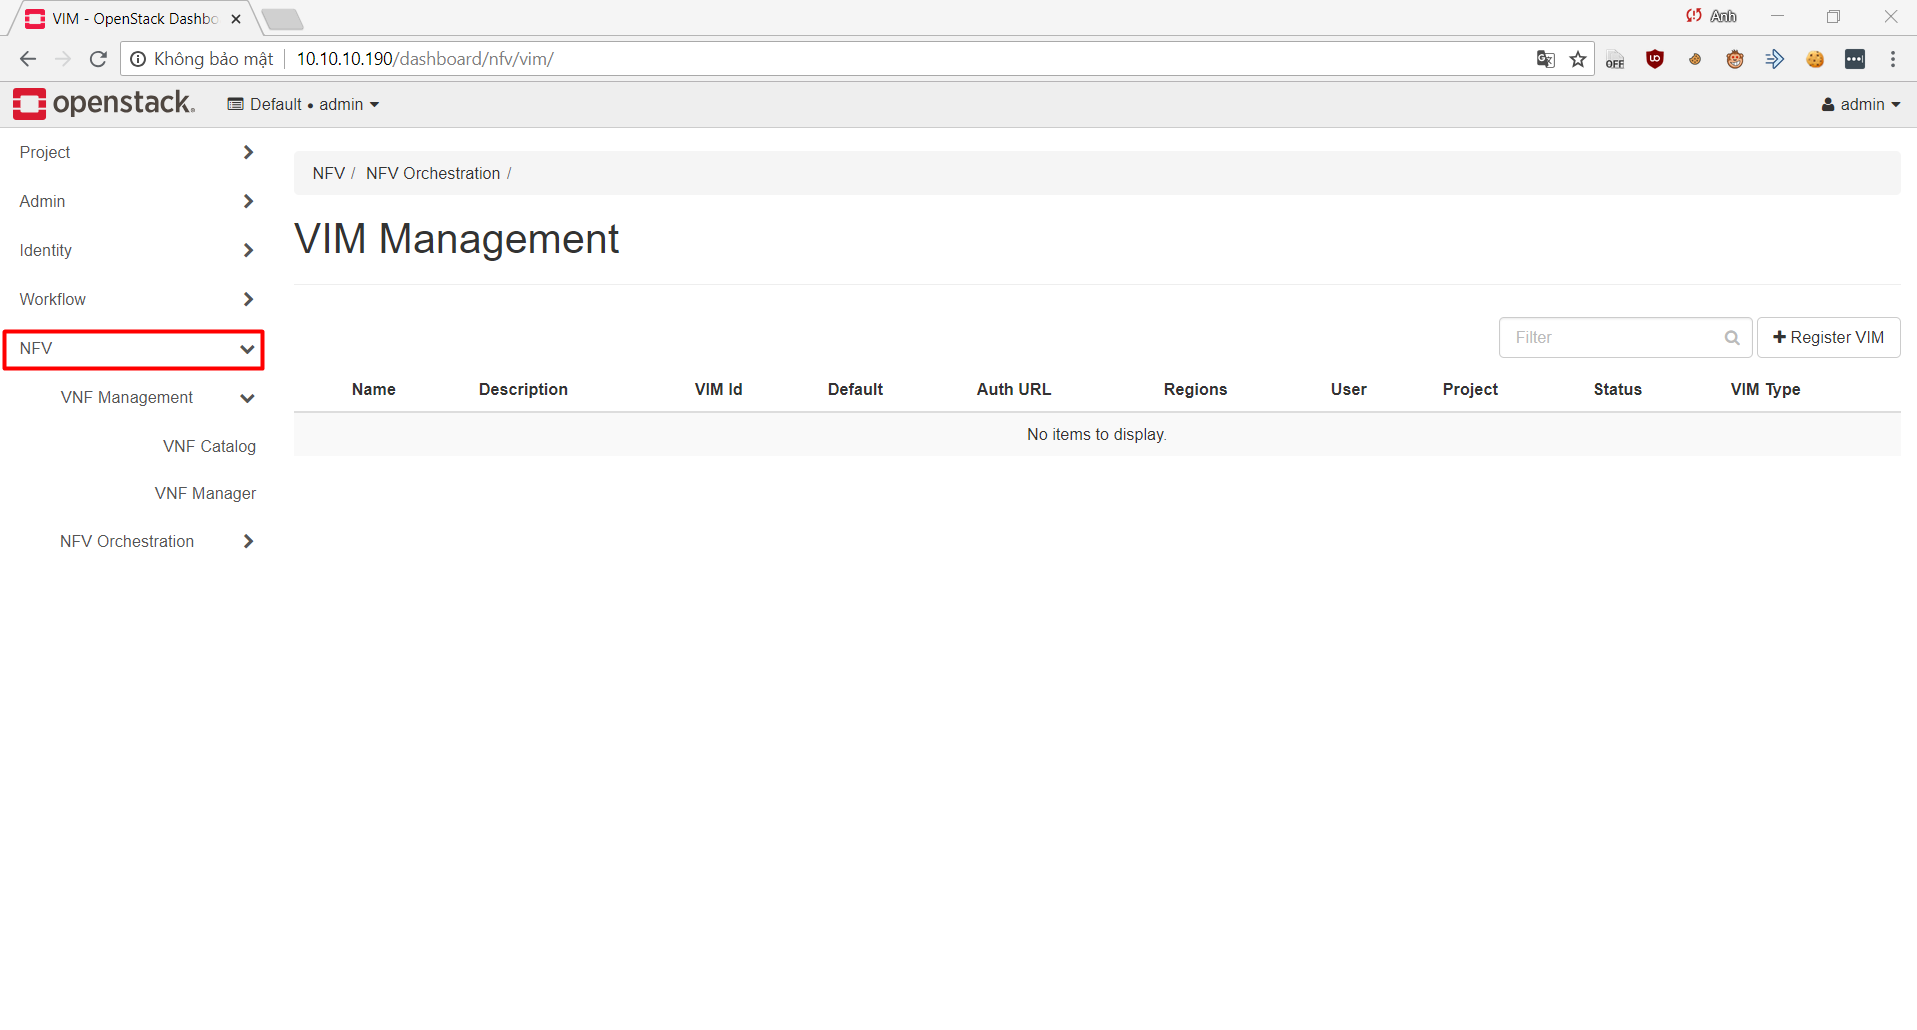 VIM - OpenStack Dashbo
Anh
Không bảo mật 10.10.10.190/dashboard/nfv/vim/
OFF
openstack. Default • admin
admin
Project
Admin
Identity
Workflow
NFV
VNF Management
VNF Catalog
VNF Manager
NFV Orchestration
NFV / NFV Orchestration /
VIM Management
Filter
Register VIM
Name Description VIM Id Default Auth URL Regions User Project Status VIM Type
No items to display.